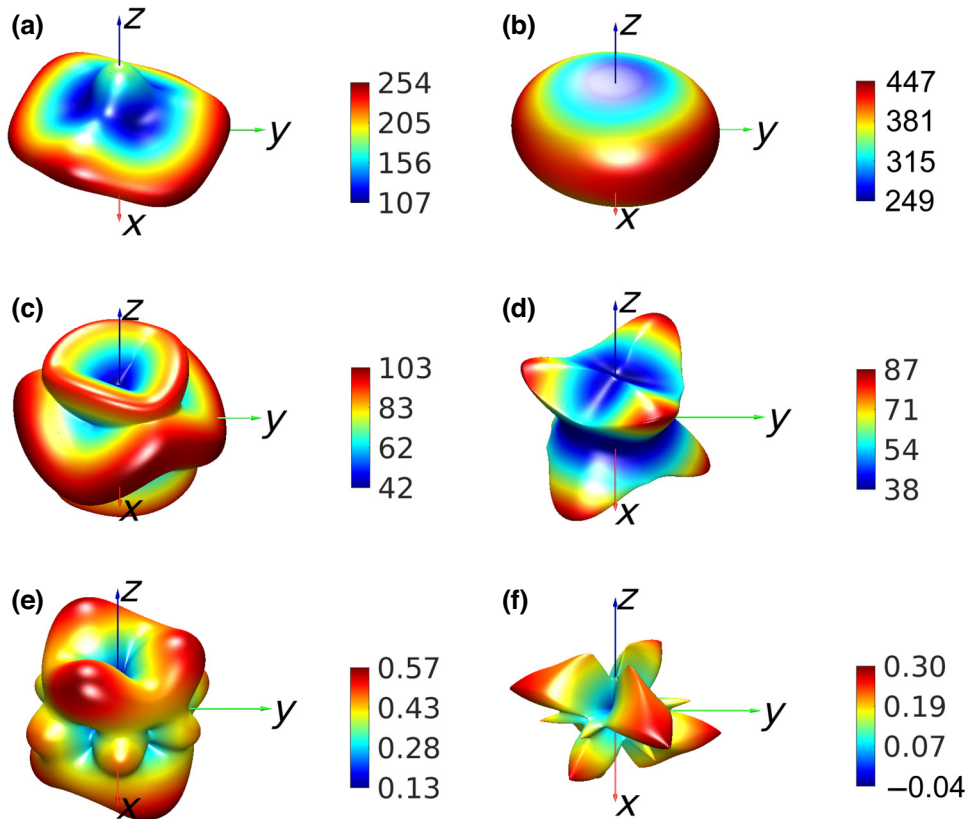 (a)
z
y
x
254
205
156
107
(b)
z
y
x
447
381
315
249
(c)
z
y
x
103
83
62
42
(d)
z
y
x
87
71
54
38
(e)
z
y
x
0.57
0.43
0.28
0.13
(f)
z
y
x
0.30
0.19
0.07
−0.04